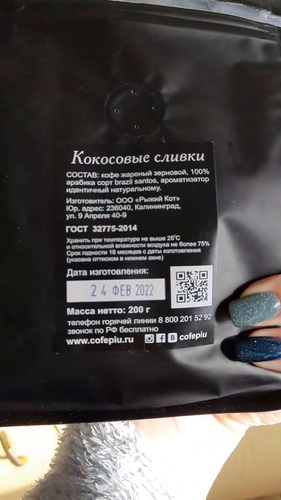 Кокосовые сливки
СОСТАВ: кофе жареный зерновой, 100%
арабика сорт brazil santos, ароматизатор
идентичный натуральному.
Изготовитель: ООО «Рыжий Кот»
Юр. адрес: 236040, Калининград,
ул. 9 Апреля 40-9
ГОСТ 32775-2014
Хранить при температуре не выше 25°С
и относительной влажности воздуха не более 75%
Срок годности 18 месяцев с даты изготовления
(указана оттиском в нижнем окне)
Дата изготовления:
24 ФЕВ 2022
Масса нетто: 200 г
телефон горячей линии 8 800 201 52 92
звонок по РФ бесплатно
www.cofepiu.ru cofepiu